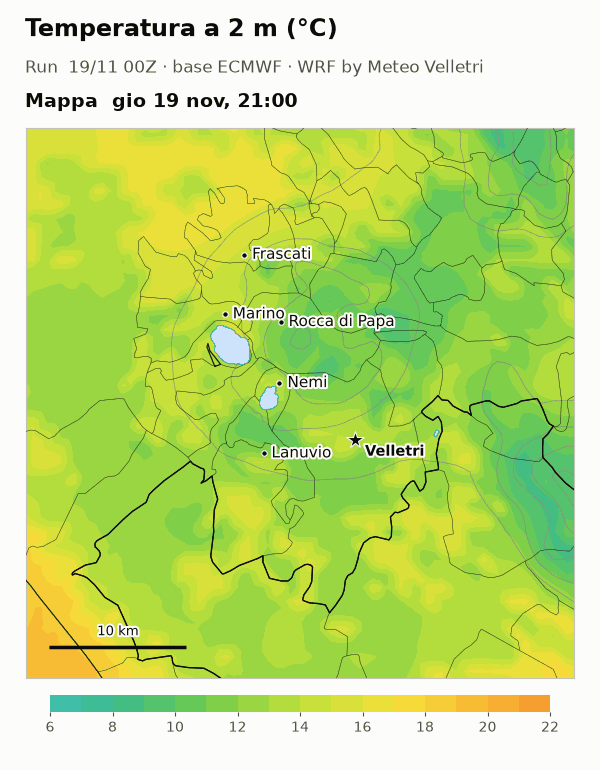 Temperatura a 2 m (°C)
Run  19/11 00Z · base ECMWF · WRF by Meteo Velletri
Mappa  gio 19 nov, 21:00
Frascati
Marino
Rocca di Papa
Nemi
Velletri
Lanuvio
10 km
6 8 10 12 14 16 18 20 22